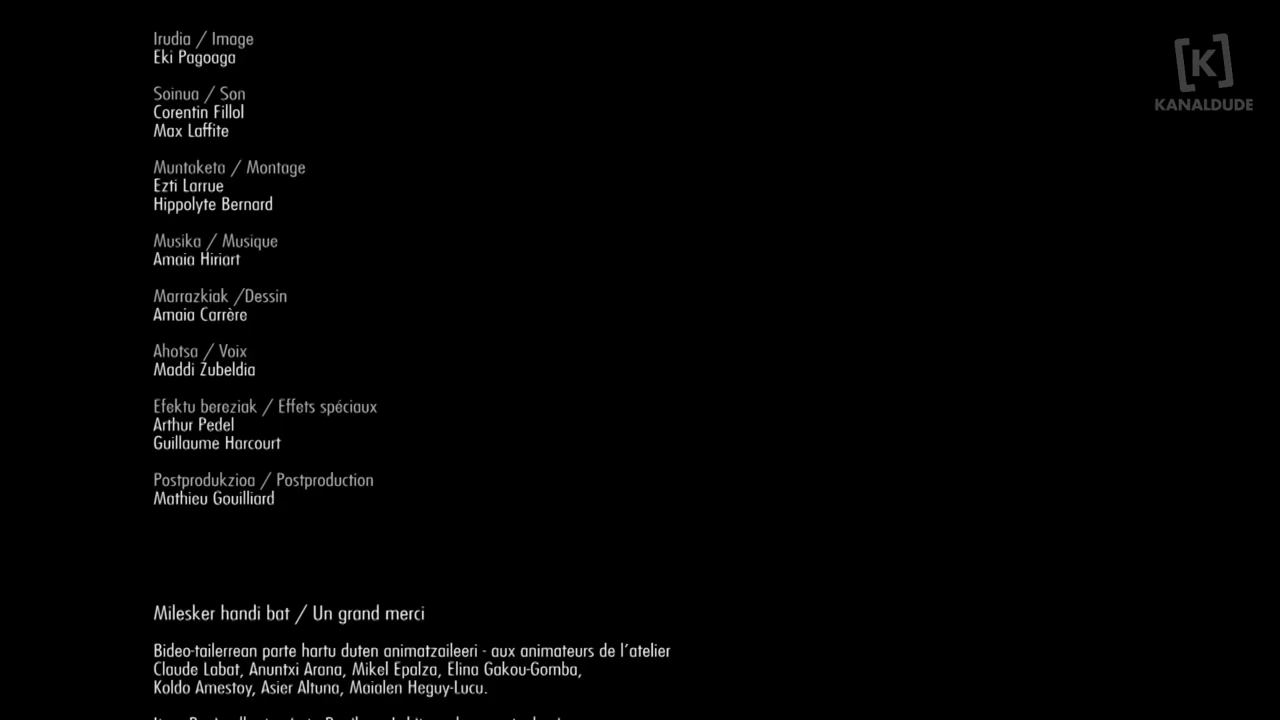 Irudia / Image
Eki Pagoaga
Soinua / Son
Corentin Fillol
Max Laffite
Muntaketa / Montage
Ezti Larrue
Hippolyte Bernard
Musika / Musique
Amaia Hiriart
Marrazkiak /Dessin
Amaia Carrère
Ahotsa / Voix
Maddi Zubeldia
Efektu bereziak / Effets spéciaux
Arthur Pedel
Guillaume Harcourt
Postprodukzioa / Postproduction
Mathieu Gouilliard
Milesker handi bat / Un grand merci
Bideo-tailerrean parte hartu duten animatzaileeri - aux animateurs de l'atelier
Claude Labat, Anuntxi Arana, Mikel Epalza, Elina Gakou-Gomba,
Koldo Amestoy, Asier Altuna, Maialen Heguy-Lucu.
[K]
KANALDUDE